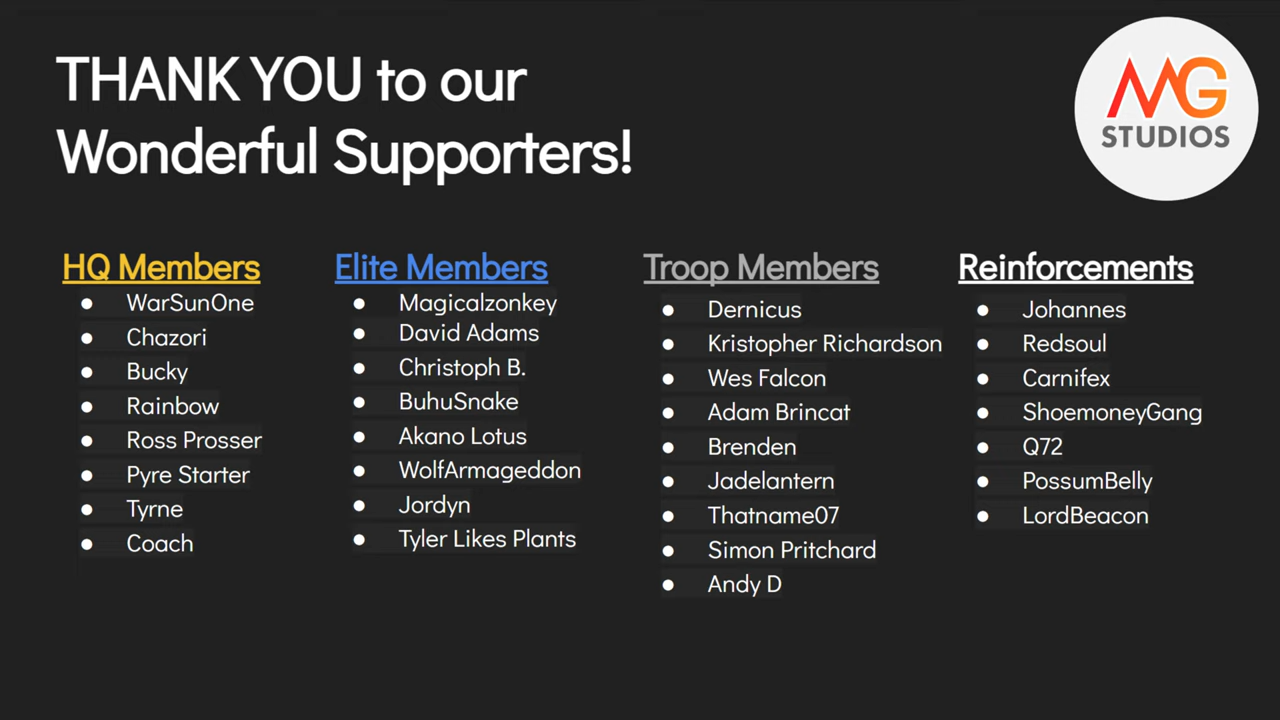 THANK YOU to our
Wonderful Supporters!
MG
STUDIOS
HQ Members
● WarSunOne
● Chazori
● Bucky
● Rainbow
● Ross Prosser
● Pyre Starter
● Tyrne
● Coach
Elite Members
● Magicalzonkey
● David Adams
● Christoph B.
● BuhuSnake
● Akano Lotus
● WolfArmageddon
● Jordyn
● Tyler Likes Plants
Troop Members
● Dernicus
● Kristopher Richardson
● Wes Falcon
● Adam Brincat
● Brenden
● Jadelantern
● Thatname07
● Simon Pritchard
● Andy D
Reinforcements
● Johannes
● Redsoul
● Carnifex
● ShoemoneyGang
● Q72
● PossumBelly
● LordBeacon